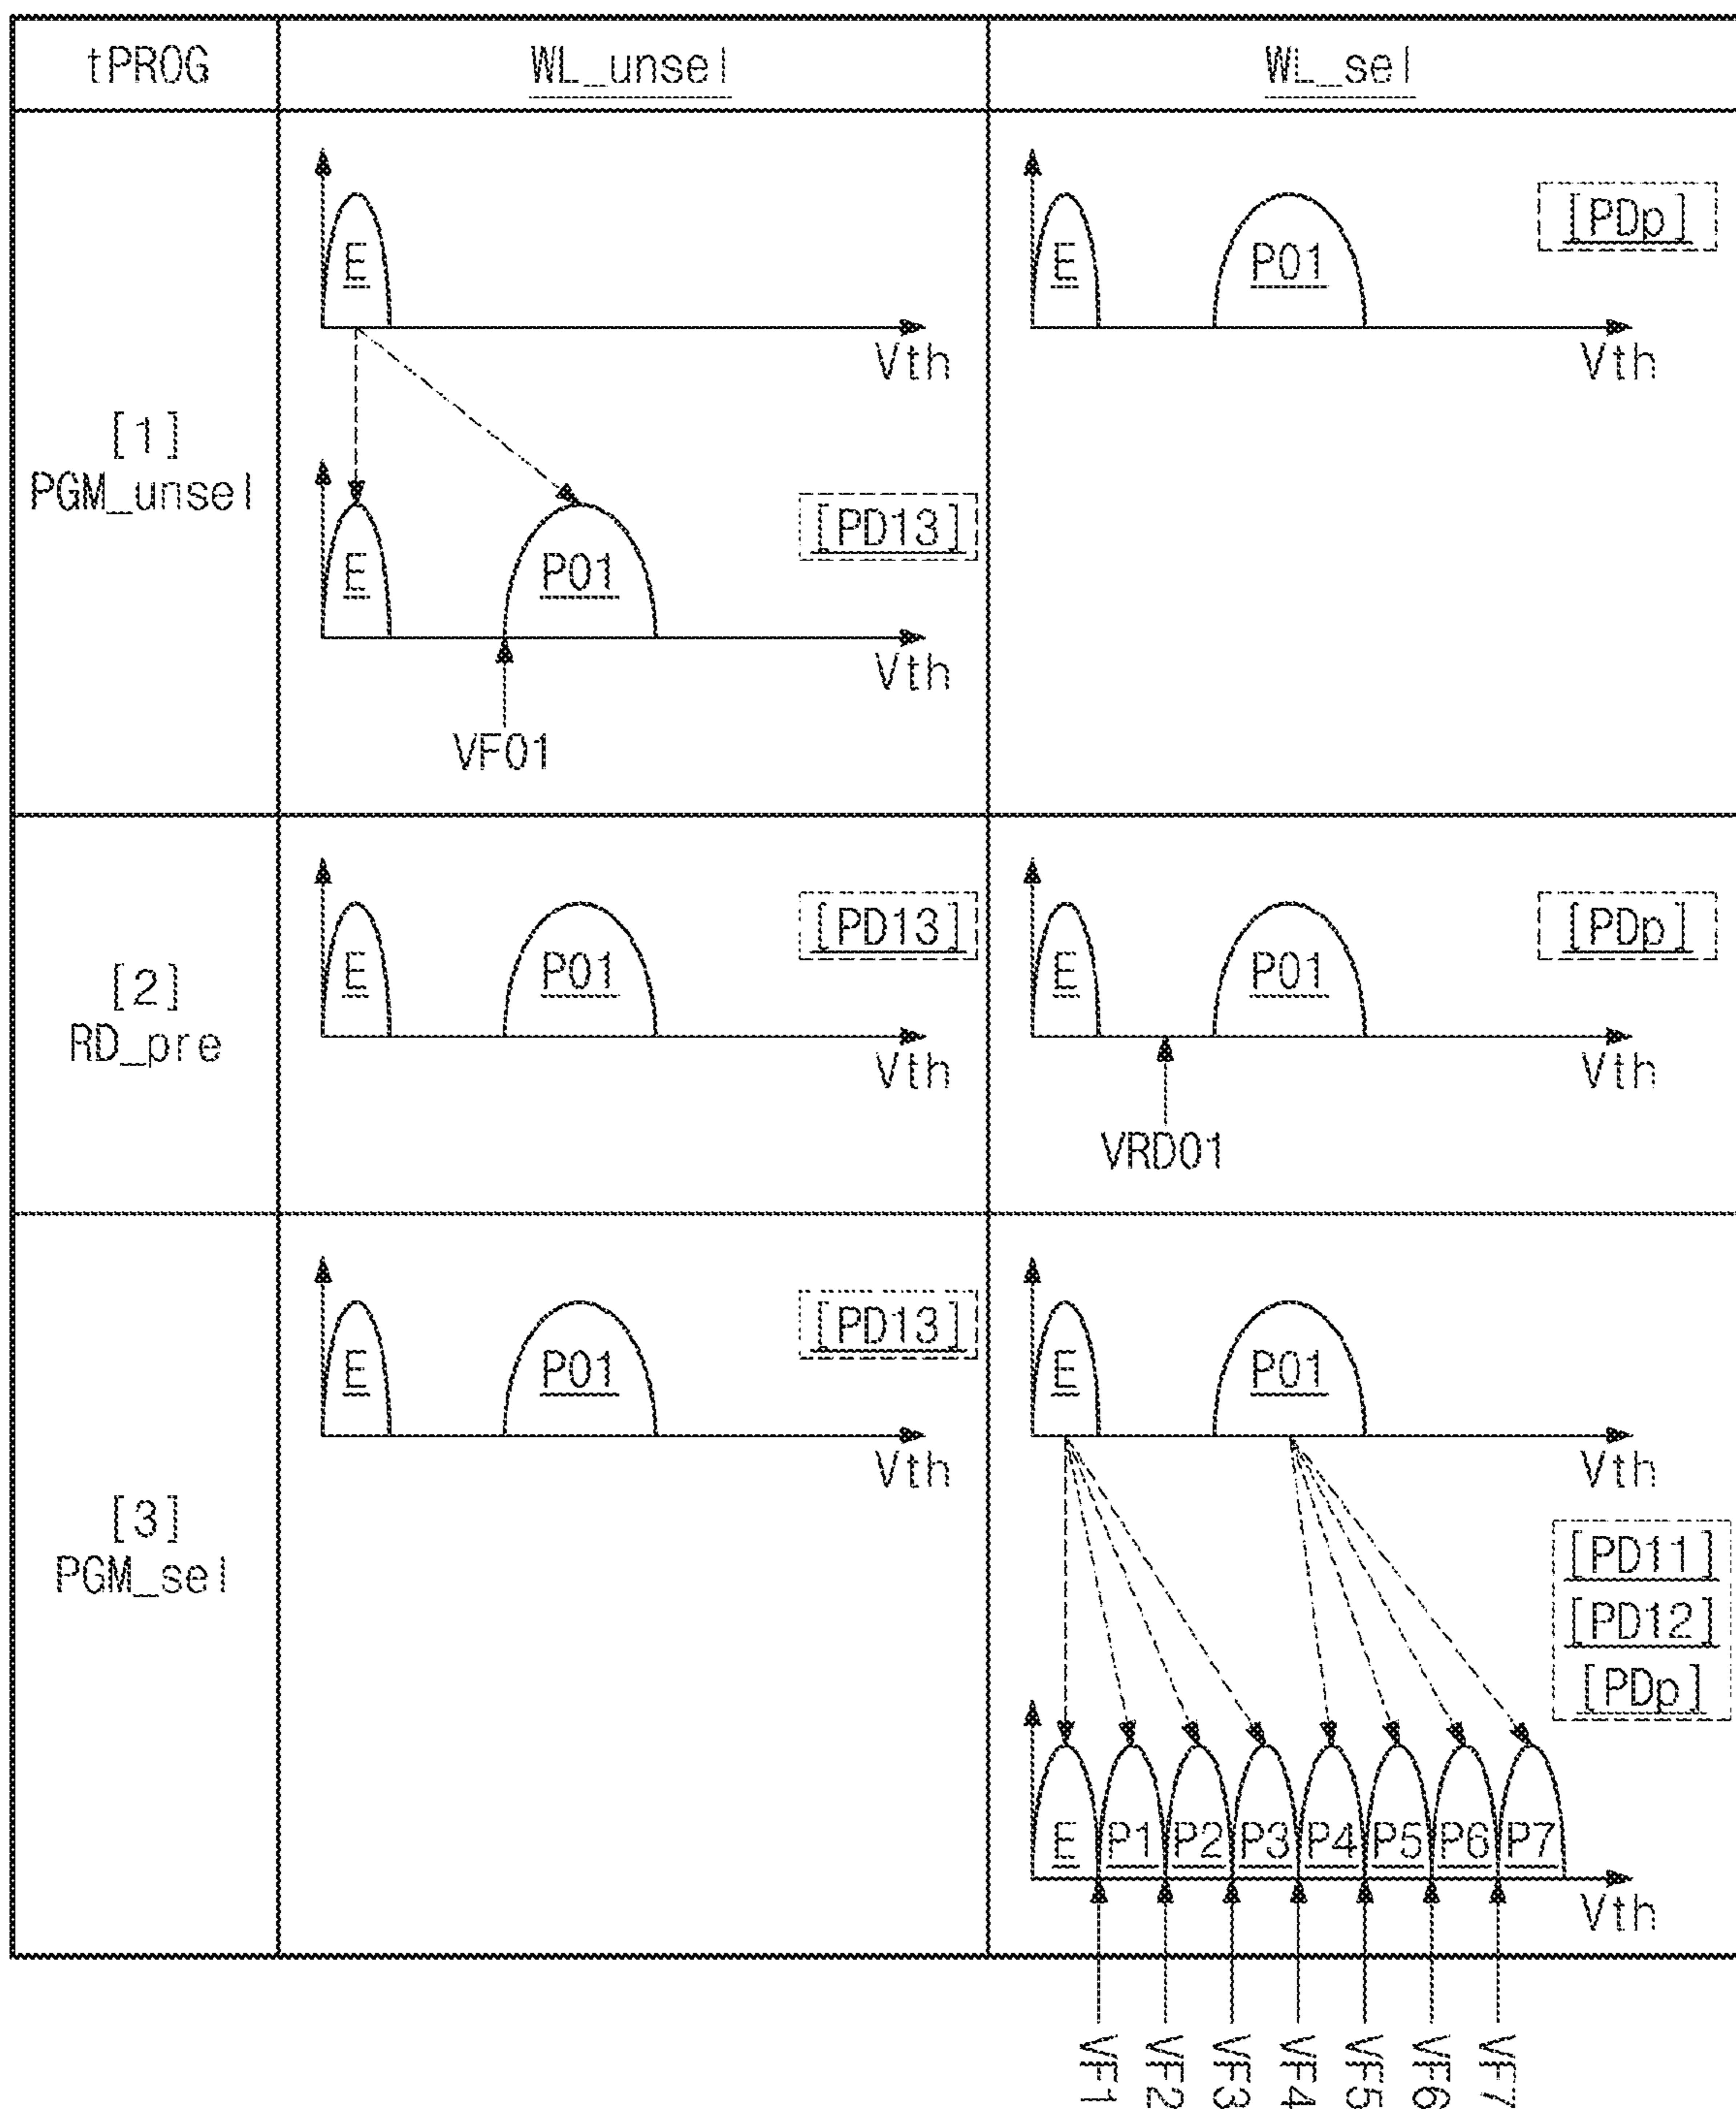 tPROG WL_unsel WL_sel
E
E P01 [PDp]
Vth
Vth
[1]
PGM_unsel
E P01 [PD13]
Vth
VF01
[2]
RD_pre
E P01 [PD13]
Vth
E P01 [PDp]
Vth
VRD01
[3]
PGM_sel
E P01 [PD13]
Vth
E P01
Vth
[PD11]
[PD12]
[PDp]
E P1 P2 P3 P4 P5 P6 P7
Vth
VF1 VF2 VF3 VF4 VF5 VF6 VF7